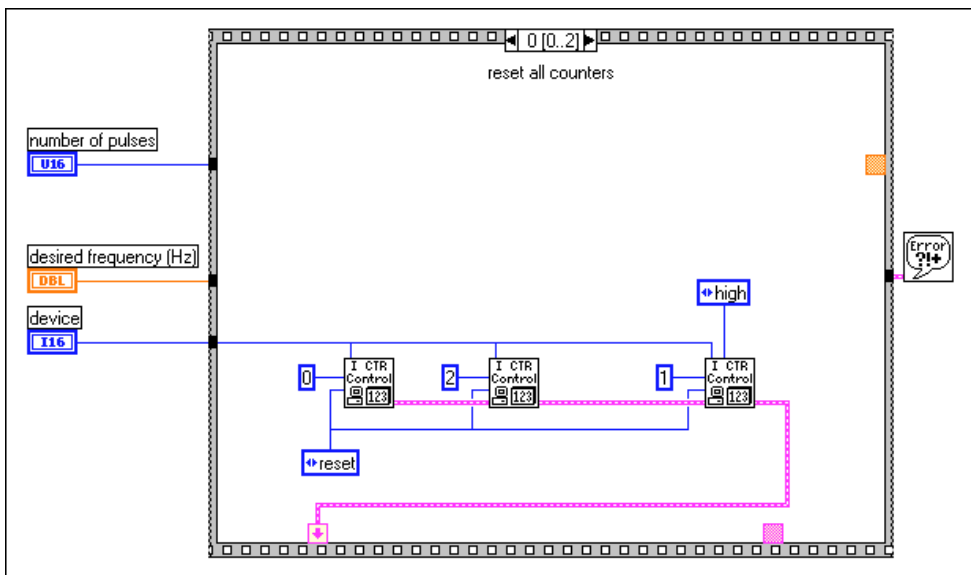 0 [0..2]
reset all counters
number of pulses
U16
desired frequency (Hz)
DBL
device
I16
Error
?!+
high
I CTR
Control
123
I CTR
Control
123
I CTR
Control
123
0
2
1
reset